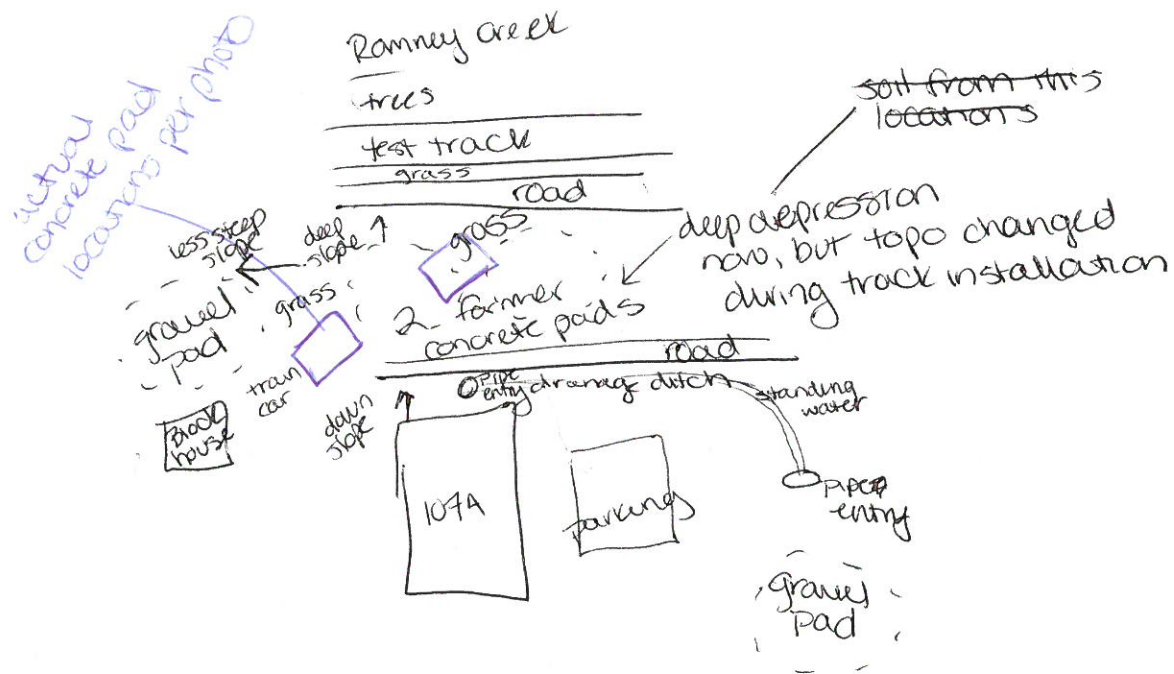 Romney Creek
trees
test track
grass
road
actual
concrete pad
locations per photo
soil from this
locations
less steep
slope
deep
slope
grass
deep depression
now, but topo changed
during track installation
gravel
pad
grass
2 former
concrete pads
road
train
car
Block
house
down
slope
pipe
entry
drainage ditch
standing
water
107A
parking
pipe
entry
gravel
pad